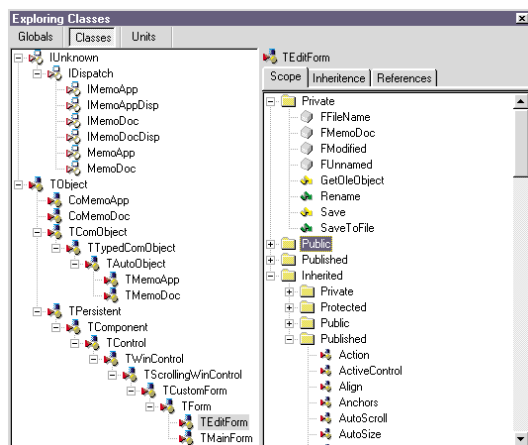 Exploring Classes
Globals Classes Units
IUnknown
IDispatch
IMemoApp
IMemoAppDisp
IMemoDoc
IMemoDocDisp
MemoApp
MemoDoc
TObject
CoMemoApp
CoMemoDoc
TComObject
TTypedComObject
TAutoObject
TMemoApp
TMemoDoc
TPersistent
TComponent
TControl
TWinControl
TScrollingWinControl
TCustomForm
TForm
TEditForm
TMainForm
TEditForm
Scope Inheritence References
Private
FFileName
FMemoDoc
FModified
FUnnamed
GetOleObject
Rename
Save
SaveToFile
Public
Published
Inherited
Private
Protected
Public
Published
Action
ActiveControl
Align
Anchors
AutoScroll
AutoSize